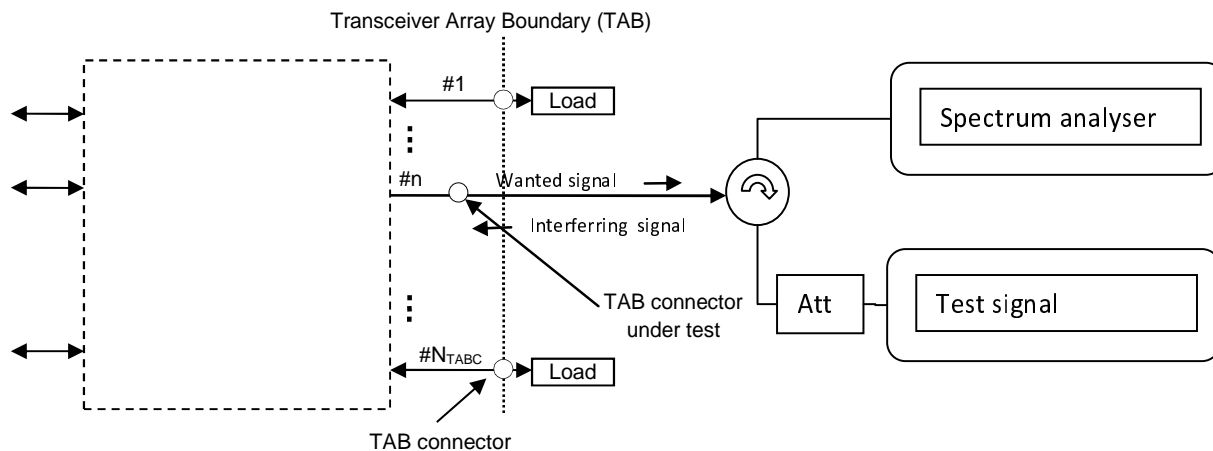 Transceiver Array Boundary (TAB)
#1
Load
Spectrum analyser
#n
Wanted signal
Interferring signal
TAB connector
under test
Att
Test signal
#N_TABC
Load
TAB connector